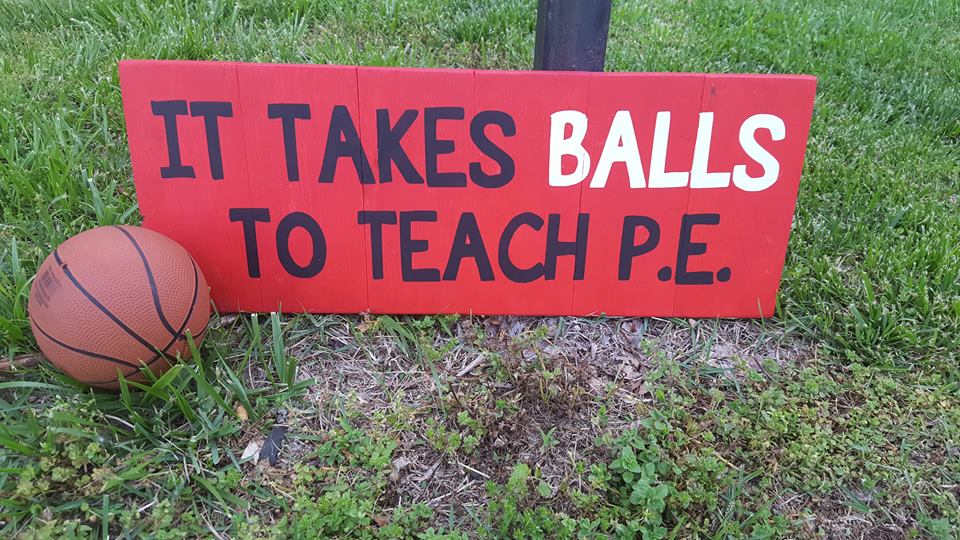 IT TAKES BALLS
TO TEACH P.E.